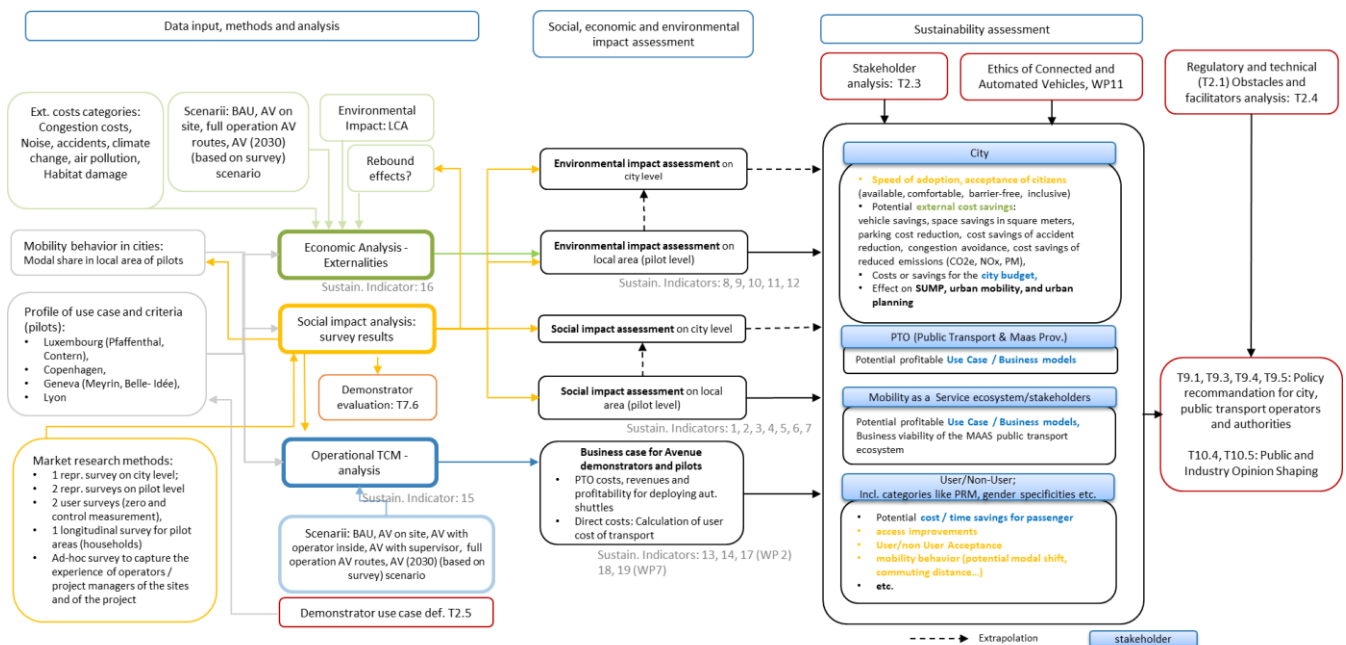 Data input, methods and analysis
Social, economic and environmental
impact assessment
Sustainability assessment
Stakeholder
analysis: T2.3
Ethics of Connected and
Automated Vehicles, WP11
Regulatory and technical
(T2.1) Obstacles and
facilitators analysis: T2.4
Ext. costs categories:
Congestion costs,
Noise, accidents, climate
change, air pollution,
Habitat damage
Scenarii: BAU, AV on
site, full operation AV
routes, AV (2030)
(based on survey)
scenario
Environmental
Impact: LCA
Rebound
effects?
Mobility behavior in cities:
Modal share in local area of pilots
Profile of use case and criteria
(pilots):
• Luxembourg (Pfaffenthal,
Contern),
• Copenhagen,
• Geneva (Meyrin, Belle- Idée),
• Lyon
Market research methods:
• 1 repr. survey on city level;
• 2 repr. surveys on pilot level
• 2 user surveys (zero and
control measurement),
• 1 longitudinal survey for pilot
areas (households)
• Ad-hoc survey to capture the
experience of operators /
project managers of the sites
and of the project
Economic Analysis -
Externalities
Sustain. Indicator: 16
Social impact analysis:
survey results
Demonstrator
evaluation: T7.6
Operational TCM -
analysis
Sustain. Indicator: 15
Scenarii: BAU, AV on site, AV with
operator inside, AV with supervisor, full
operation AV routes, AV (2030) (based on
survey) scenario
Demonstrator use case def. T2.5
Environmental impact assessment on
city level
Environmental impact assessment on
local area (pilot level)
Sustain. Indicators: 8, 9, 10, 11, 12
Social impact assessment on city level
Social impact assessment on local
area (pilot level)
Sustain. Indicators: 1, 2, 3, 4, 5, 6, 7
Business case for Avenue
demonstrators and pilots
• PTO costs, revenues and
profitability for deploying aut.
shuttles
• Direct costs: Calculation of user
cost of transport
Sustain. Indicators: 13, 14, 17 (WP 2)
18, 19 (WP7)
City
• Speed of adoption, acceptance of citizens
(available, comfortable, barrier-free, inclusive)
• Potential external cost savings:
vehicle savings, space savings in square meters,
parking cost reduction, cost savings of accident
reduction, congestion avoidance, cost savings of
reduced emissions (CO2e, NOx, PM),
• Costs or savings for the city budget,
• Effect on SUMP, urban mobility, and urban
planning
PTO (Public Transport & Maas Prov.)
Potential profitable Use Case / Business models
Mobility as a Service ecosystem/stakeholders
Potential profitable Use Case / Business models,
Business viability of the MAAS public transport
ecosystem
User/Non-User;
Incl. categories like PRM, gender specificities etc.
• Potential cost / time savings for passenger
• access improvements
• User/non User Acceptance
• mobility behavior (potential modal shift,
commuting distance...)
• etc.
T9.1, T9.3, T9.4, T9.5: Policy
recommandation for city,
public transport operators
and authorities
T10.4, T10.5: Public
and Industry Opinion Shaping
Extrapolation
stakeholder